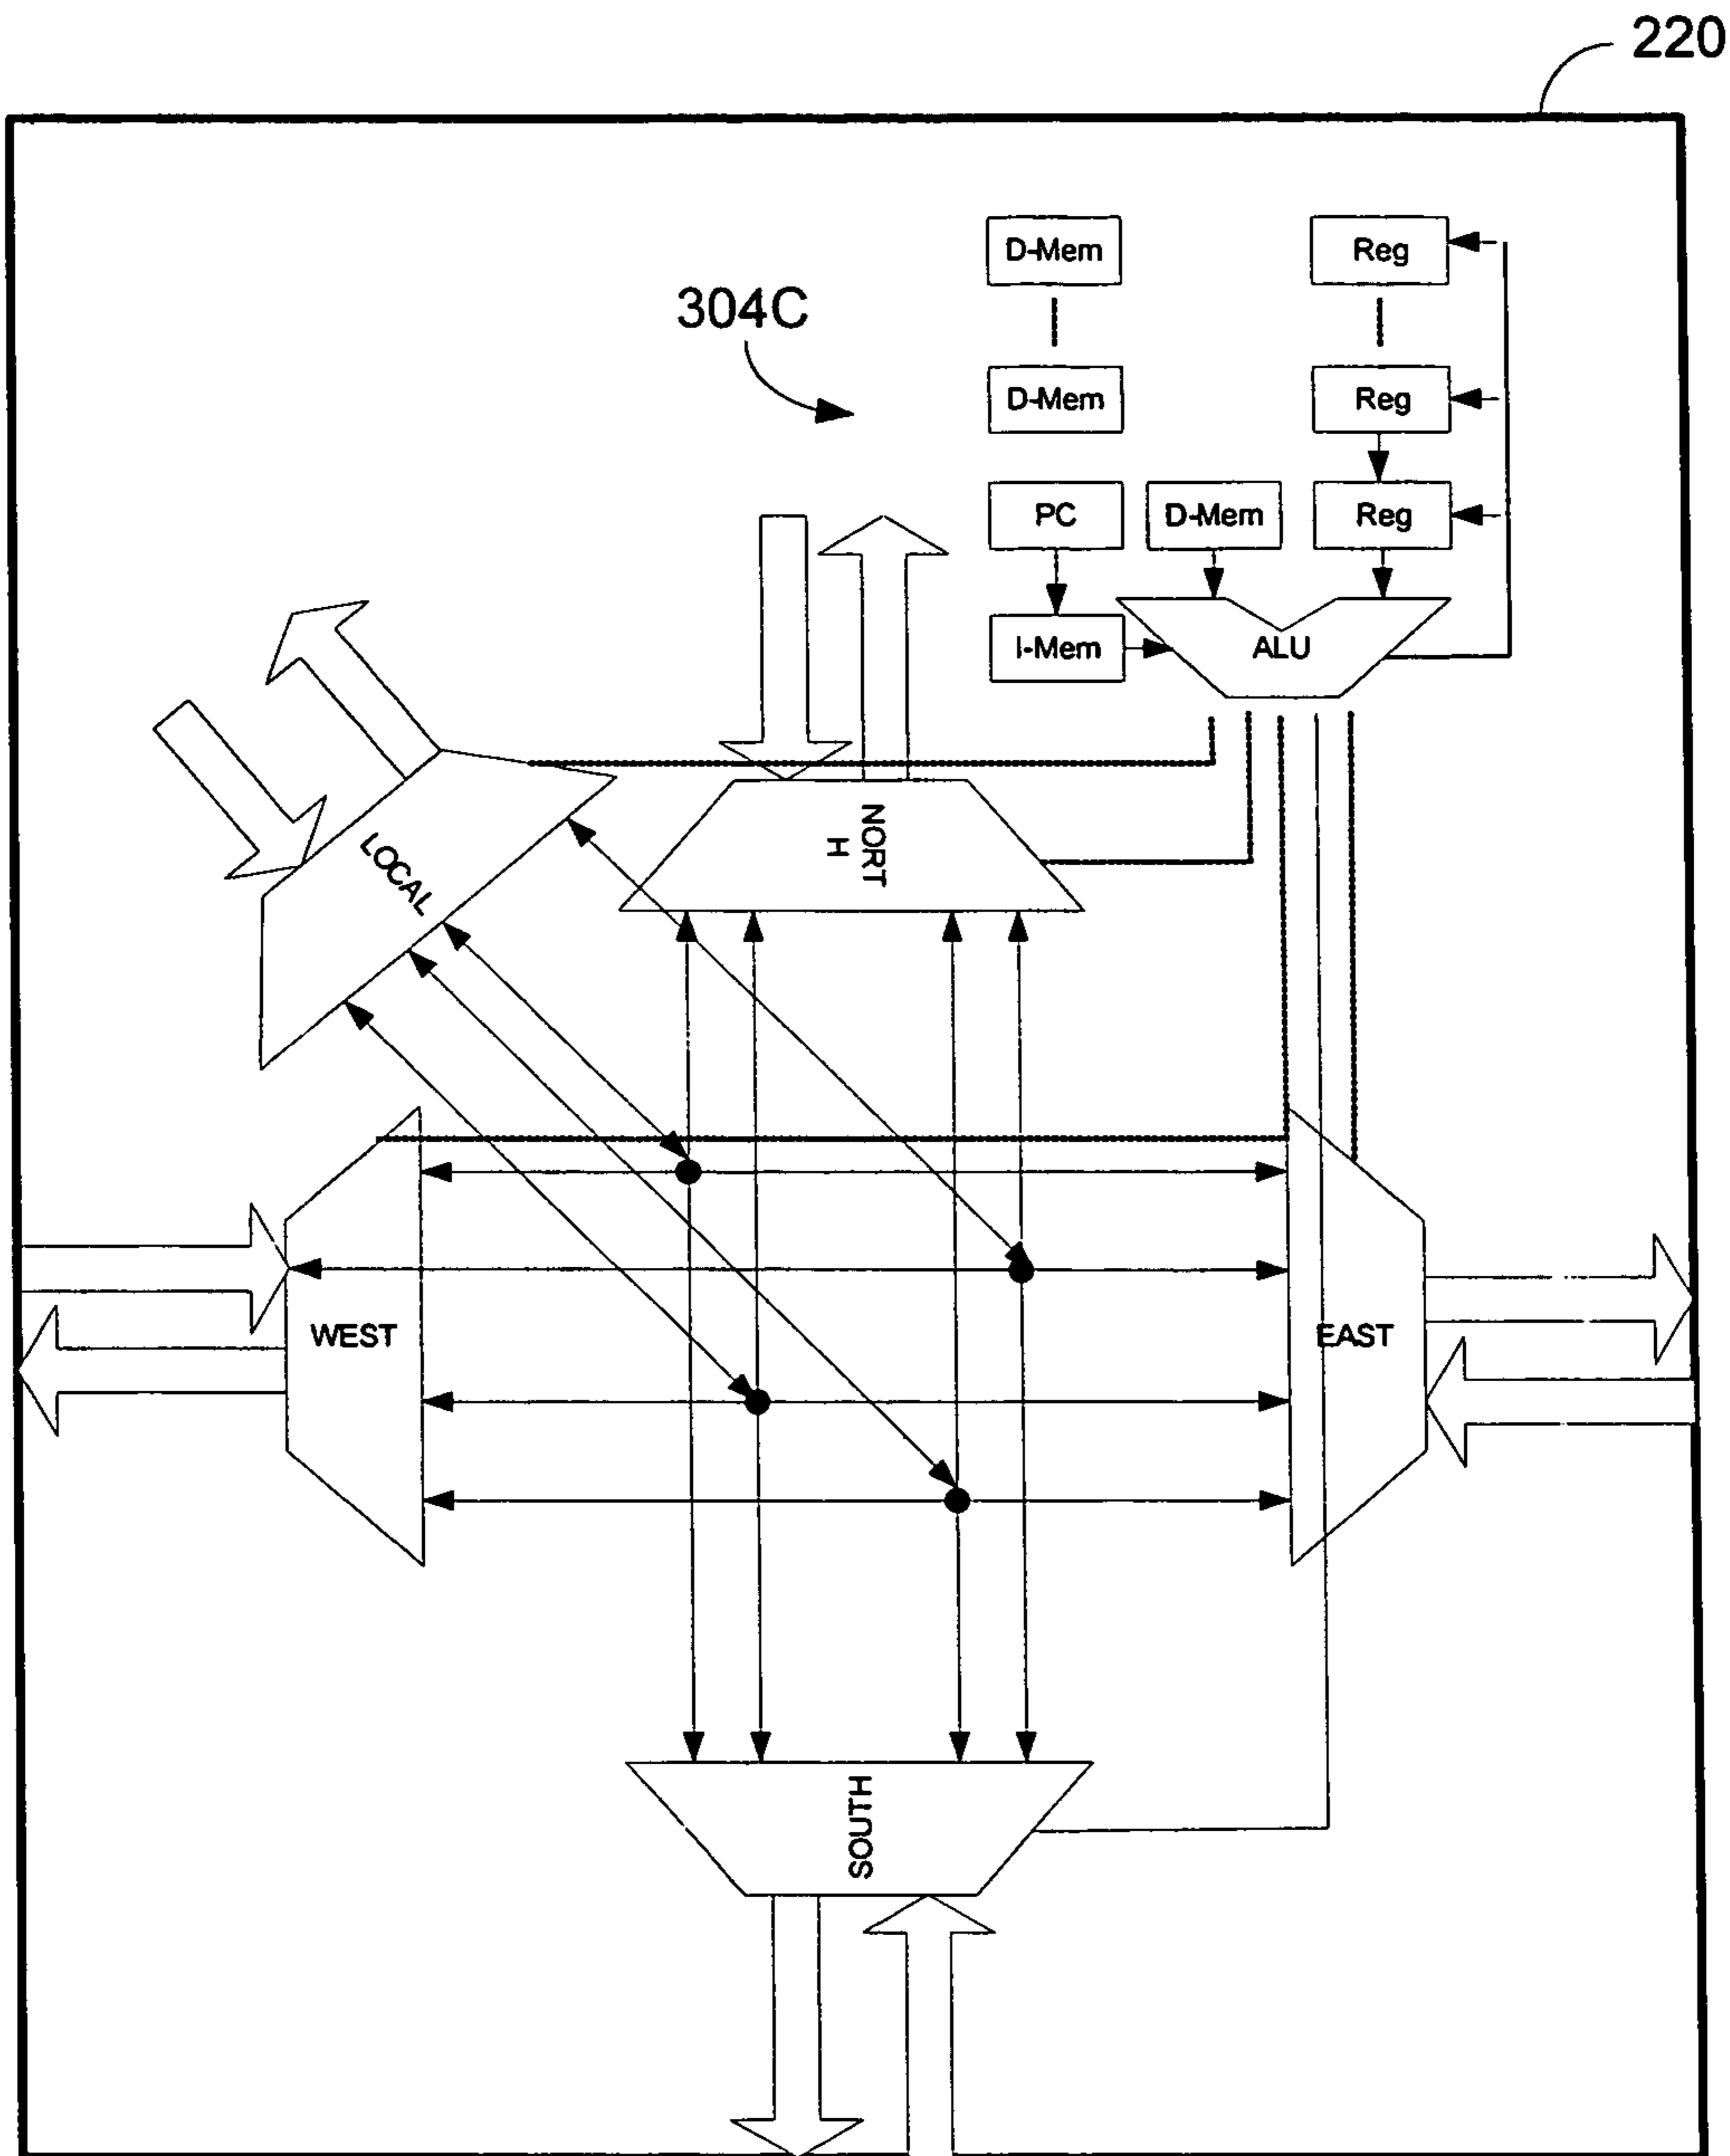 220
D-Mem
Reg
304C
D-Mem
Reg
PC
D-Mem
Reg
I-Mem
ALU
LOCAL
NORT
H
WEST
EAST
SOUTH